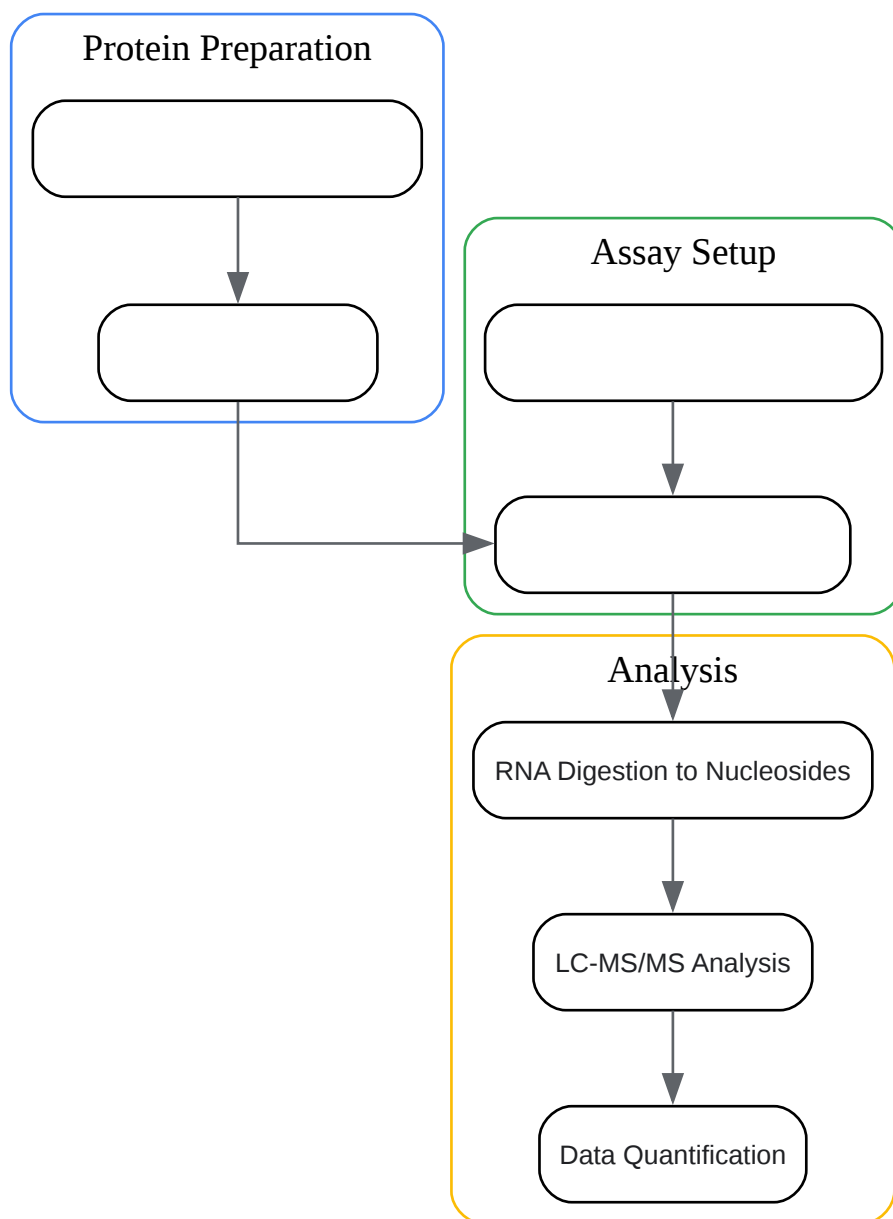 Protein Preparation
Assay Setup
Analysis
RNA Digestion to Nucleosides
LC-MS/MS Analysis
Data Quantification